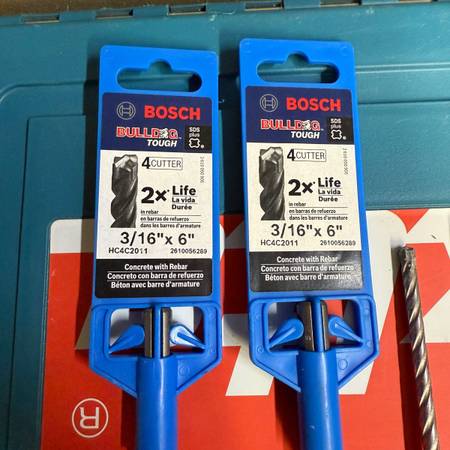 BOSCH
BULLDOG
TOUGH
SDS
plus
4CUTTER
2x* Life
La vida
Durée
in rebar
en barras de refuerzo
dans les barres d'armature
3/16" x 6"
HC4C2011 2610056289
Concrete with Rebar
Concreto con barra de refuerzo
Béton avec barre d'armature
BOSCH
BULLDOG
TOUGH
SDS
plus
4CUTTER
2x* Life
La vida
Durée
in rebar
en barras de refuerzo
dans les barres d'armature
3/16" x 6"
HC4C2011 2610056289
Concrete with Rebar
Concreto con barra de refuerzo
Béton avec barre d'armature
®